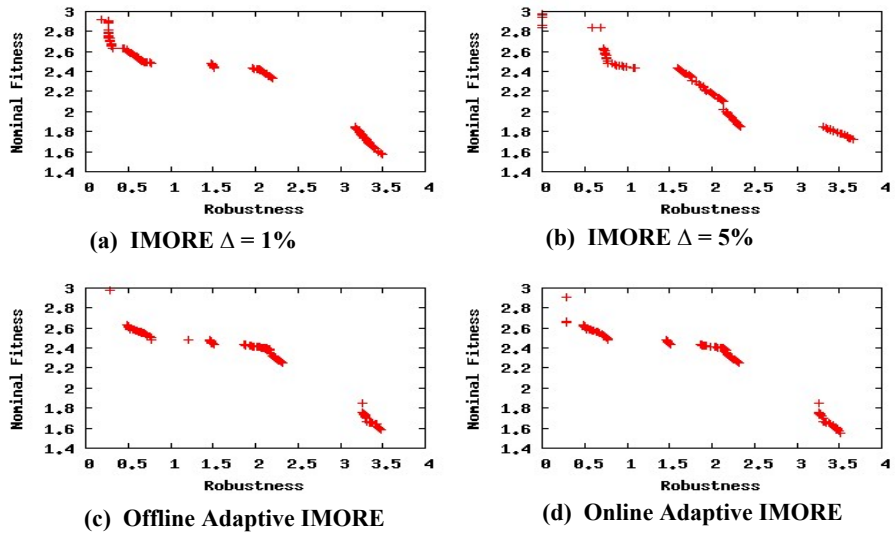 3
2.8
2.6
2.4
2.2
2
1.8
1.6
1.4
Nominal Fitness
0 0.5 1 1.5 2 2.5 3 3.5 4
Robustness
(a) IMORE Δ = 1%
3
2.8
2.6
2.4
2.2
2
1.8
1.6
1.4
Nominal Fitness
0 0.5 1 1.5 2 2.5 3 3.5 4
Robustness
(b) IMORE Δ = 5%
3
2.8
2.6
2.4
2.2
2
1.8
1.6
1.4
Nominal Fitness
0 0.5 1 1.5 2 2.5 3 3.5 4
Robustness
(c) Offline Adaptive IMORE
3
2.8
2.6
2.4
2.2
2
1.8
1.6
1.4
Nominal Fitness
0 0.5 1 1.5 2 2.5 3 3.5 4
Robustness
(d) Online Adaptive IMORE